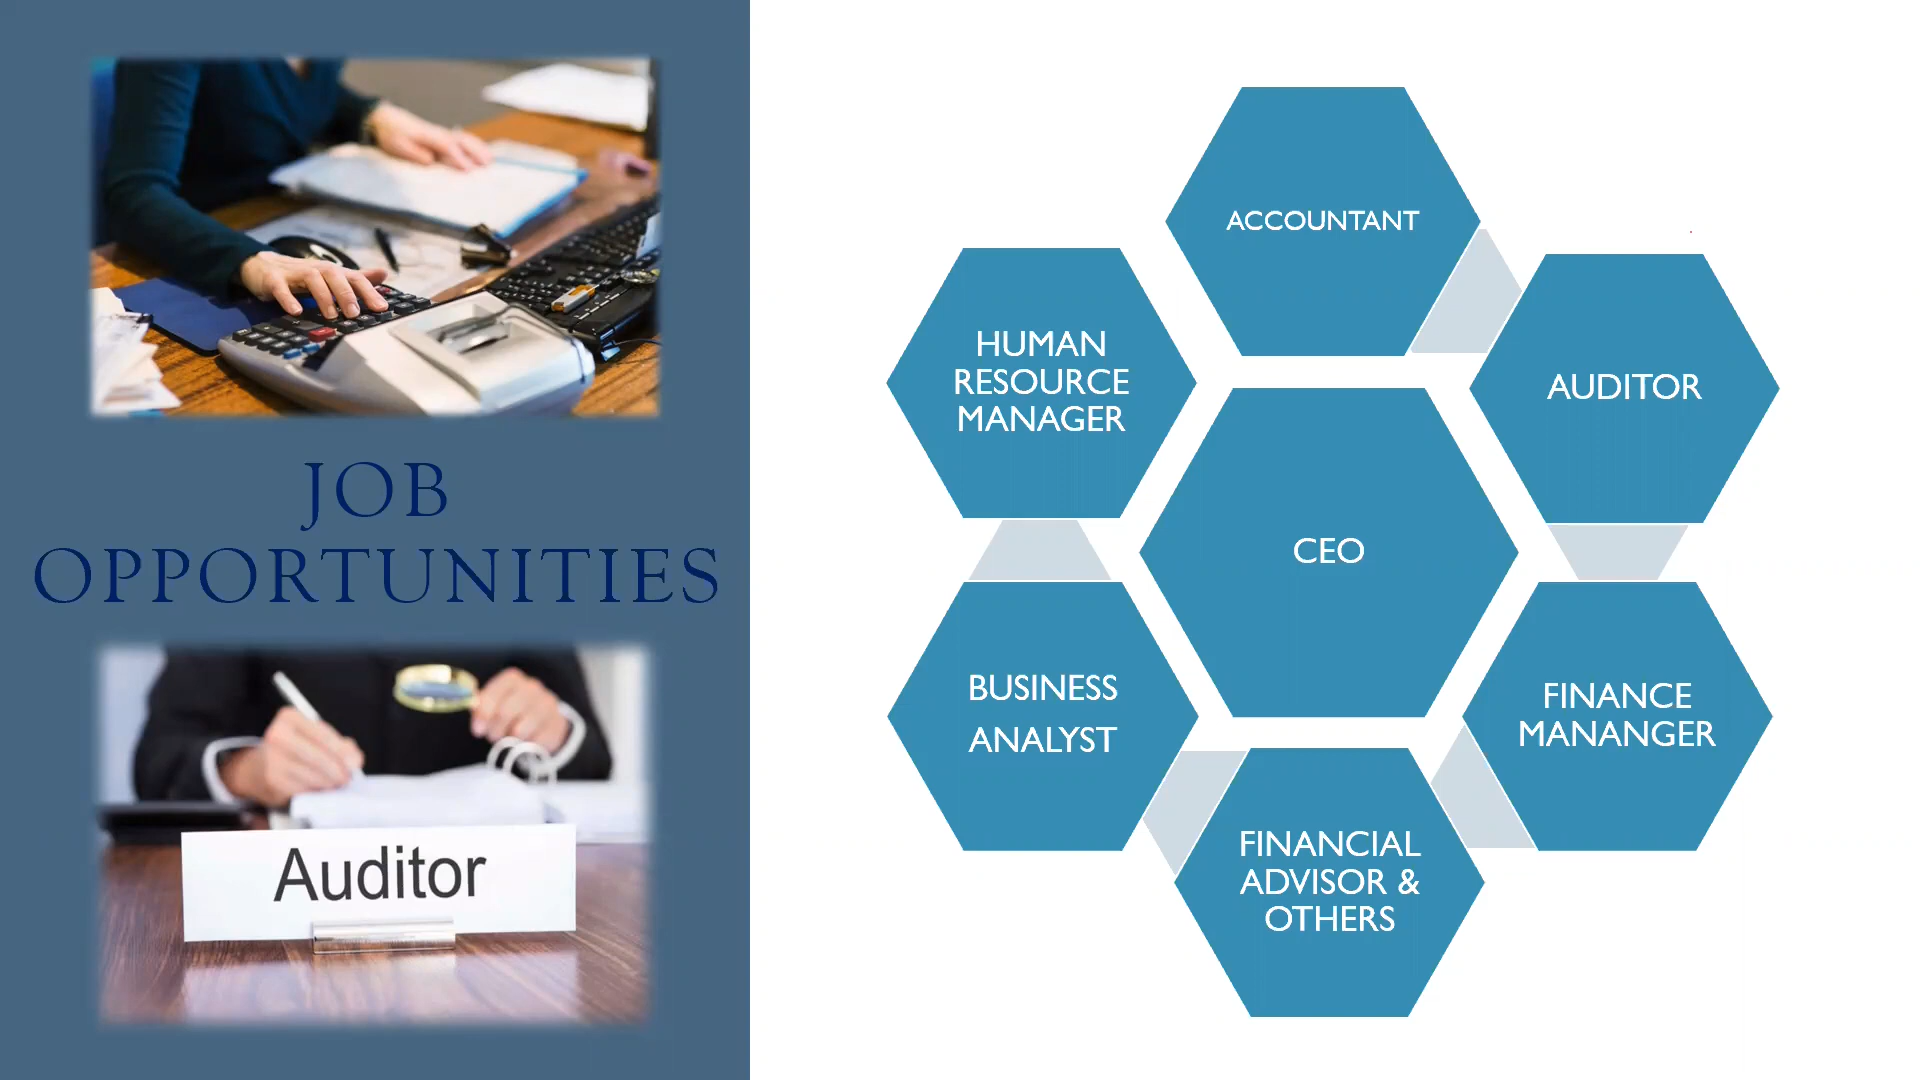 JOB
OPPORTUNITIES
Auditor
ACCOUNTANT
AUDITOR
FINANCE
MANANGER
FINANCIAL
ADVISOR &
OTHERS
BUSINESS
ANALYST
HUMAN
RESOURCE
MANAGER
CEO